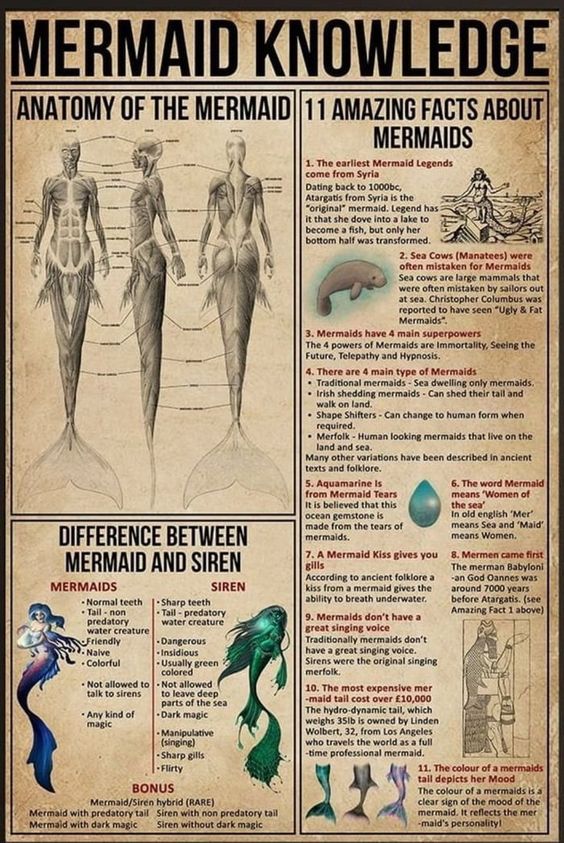 MERMAID KNOWLEDGE
ANATOMY OF THE MERMAID
11 AMAZING FACTS ABOUT
MERMAIDS
1. The earliest Mermaid Legends
come from Syria
Dating back to 1000bc,
Atargatis from Syria is the
"original" mermaid. Legend has
it that she dove into a lake to
become a fish, but only her
bottom half was transformed.
2. Sea Cows (Manatees) were
often mistaken for Mermaids
Sea cows are large mammals that
were often mistaken by sailors out
at sea. Christopher Columbus was
reported to have seen "Ugly & Fat
Mermaids".
3. Mermaids have 4 main superpowers
The 4 powers of Mermaids are Immortality, Seeing the
Future, Telepathy and Hypnosis.
4. There are 4 main type of Mermaids
• Traditional mermaids - Sea dwelling only mermaids.
• Irish shedding mermaids - Can shed their tail and
walk on land.
• Shape Shifters - Can change to human form when
required.
• Merfolk - Human looking mermaids that live on the
land and sea.
Many other variations have been described in ancient
texts and folklore.
5. Aquamarine Is
from Mermaid Tears
It is believed that this
ocean gemstone is
made from the tears of
mermaids.
6. The word Mermaid
means 'Women of
the sea'
In old english 'Mer'
means Sea and 'Maid'
means Women.
7. A Mermaid Kiss gives you
gills
According to ancient folklore a
kiss from a mermaid gives the
ability to breath underwater.
8. Mermen came first
The merman Babyloni
-an God Oannes was
around 7000 years
before Atargatis. (see
Amazing Fact 1 above)
9. Mermaids don't have a
great singing voice
Traditionally mermaids don't
have a great singing voice.
Sirens were the original singing
merfolk.
10. The most expensive mer
-maid tail cost over £10,000
The hydro-dynamic tail, which
weighs 35lb is owned by Linden
Wolbert, 32, from Los Angeles
who travels the world as a full
-time professional mermaid.
11. The colour of a mermaids
tail depicts her Mood
The colour of a mermaids is a
clear sign of the mood of the
mermaid. It reflects the mer
-maid's personality!
DIFFERENCE BETWEEN
MERMAID AND SIREN
MERMAIDS
• Normal teeth
• Tail - non
predatory
water creature
• Friendly
• Naive
• Colorful
• Not allowed to
talk to sirens
• Any kind of
magic
SIREN
• Sharp teeth
• Tail - predatory
water creature
• Dangerous
• Insidious
• Usually green
colored
• Not allowed
to leave deep
parts of the sea
• Dark magic
• Manipulative
(singing)
• Sharp gills
• Flirty
BONUS
Mermaid/Siren hybrid (RARE)
Mermaid with predatory tail Siren with non predatory tail
Mermaid with dark magic Siren without dark magic